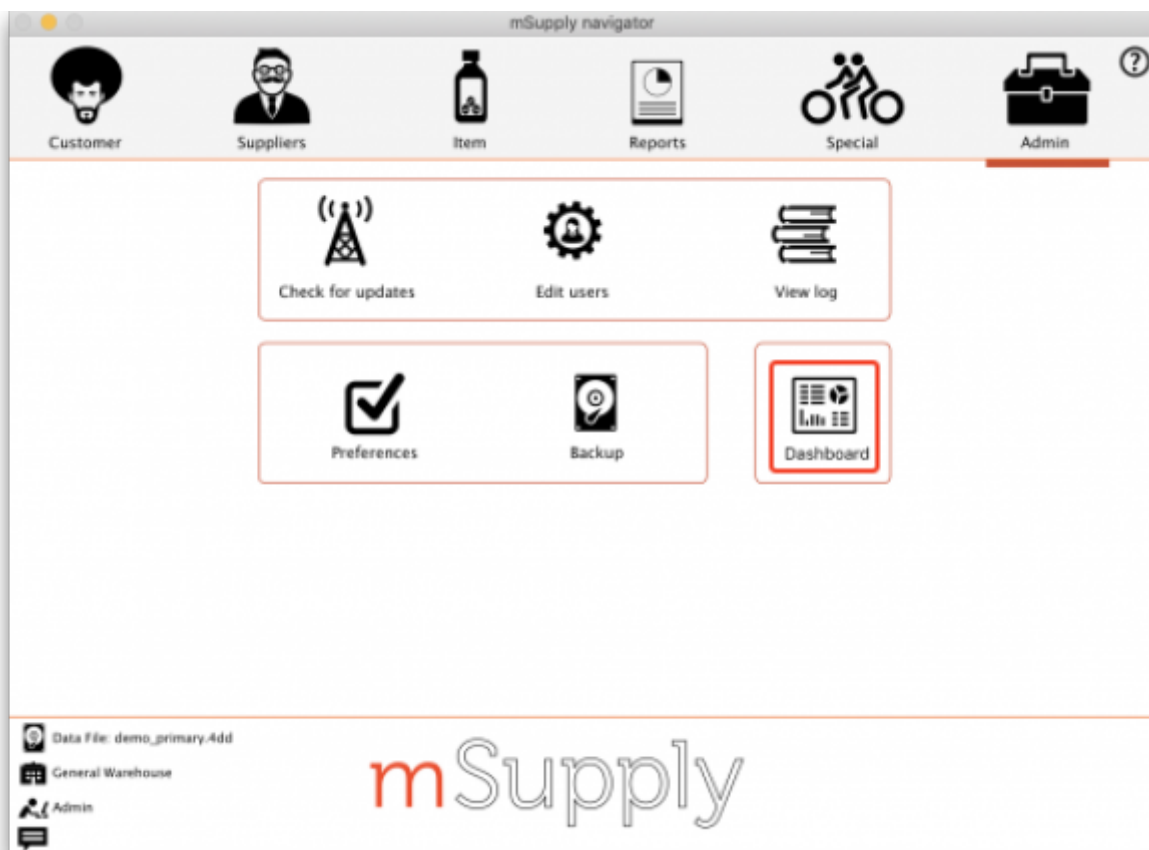 mSupply navigator
?
Customer Suppliers Item Reports Special Admin
Check for updates Edit users View log
Preferences Backup Dashboard
Data File: demo_primary.4dd
General Warehouse
Admin
mSupply